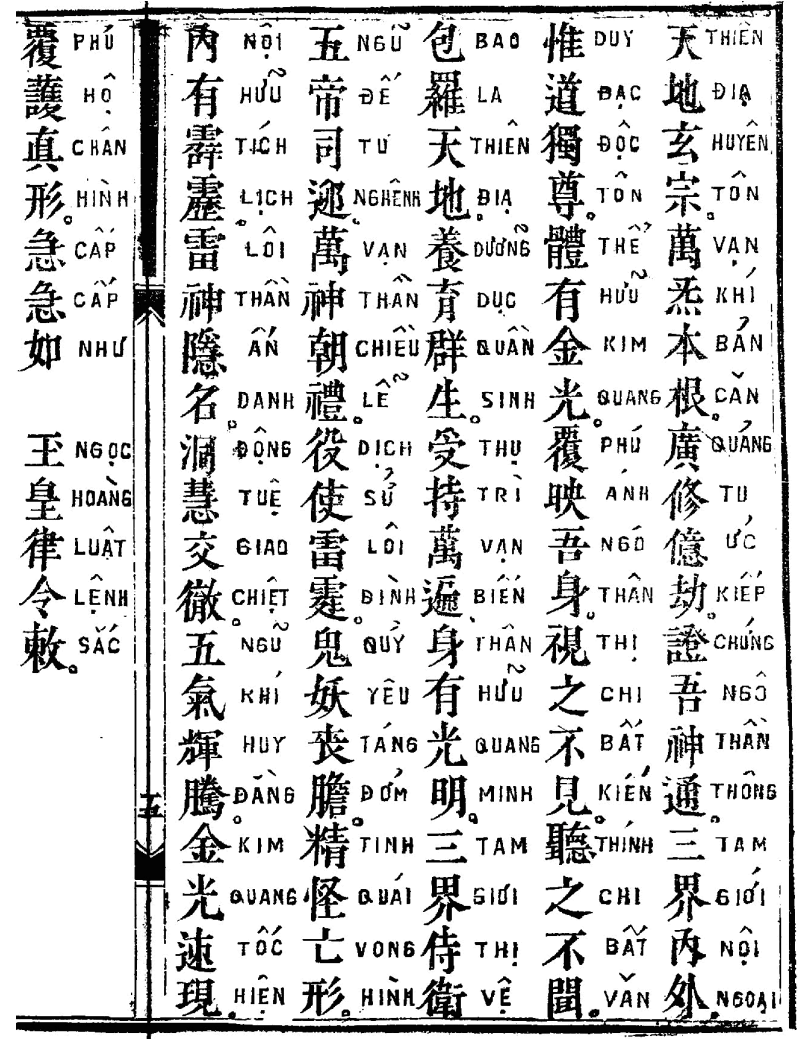 天地玄宗。萬炁本根。廣修億劫。證吾神通。三界內外。
THIÊN ĐỊA HUYÊN TÔN VẠN KHÍ BẢN CĂN QUẢNG TU ỨC KIẾP CHỨNG NGÔ THẦN THÔNG TAM GIỚI NỘI NGOẠI
惟道獨尊。體有金光。覆映吾身。視之不見。聽之不聞。
DUY ĐẠC ĐỘC TÔN THỂ HỮU KIM QUANG PHÚ ÁNH NGÔ THÂN THỊ CHI BẤT KIẾN THÍNH CHI BẤT VĂN
包羅天地。養育群生。受持萬遍。身有光明。三界侍衛
BAO LA THIÊN ĐỊA DƯỠNG DỤC QUẦN SINH THỤ TRÌ VẠN BIẾN THÂN HỮU QUANG MINH TAM GIỚI THỊ VỆ
五帝司迎。萬神朝禮。役使雷霆。鬼妖丧膽。精怪亡形。
NGŨ ĐẾ TƯ NGHÊNH VẠN THẦN CHIỀU LỄ DỊCH SỬ LÔI ĐÌNH QUỶ YÊU TÁNG ĐỞM TINH QUÁI VONG HÌNH
內有霹靂雷神隱名。洞慧交徹。五氣輝騰。金光速現。
NỘI HỮU TÍCH LỊCH LÔI THẦN ẨN DANH ĐỘNG TUỆ GIAO CHIỆT NGŨ KHÍ HUY ĐẰNG KIM QUANG TỐC HIỆN
五
覆護真形。急急如 玉皇律令敕。
PHÚ HỘ CHÂN HÌNH CẤP CẤP NHƯ NGỌC HOÀNG LUẬT LỆNH SẮC